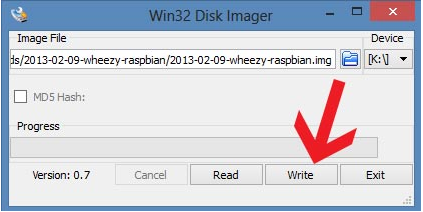 Win32 Disk Imager
Image File
Device
ds/2013-02-09-wheezy-raspbian/2013-02-09-wheezy-raspbian.img
[K:\]
MD5 Hash:
Progress
Version: 0.7
Cancel
Read
Write
Exit